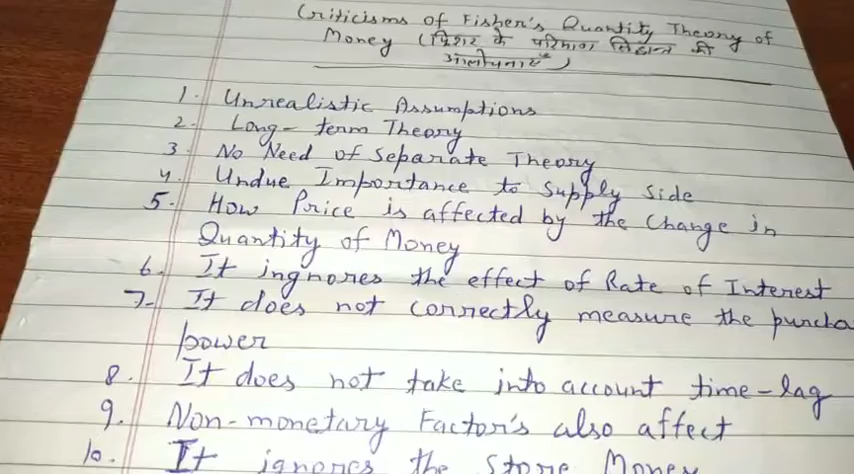 Criticisms of Fisher's Quantity Theory of
Money (फिशर के परिमाण सिद्धान्त की
आलोचनाएँ)
1. Unrealistic Assumptions
2. Long-term Theory
3. No Need of Separate Theory
4. Undue Importance to Supply Side
5. How Price is affected by the Change in
Quantity of Money
6. It ingnores the effect of Rate of Interest
7. It does not correctly measure the purcha
power
8. It does not take into account time-lag
9. Non-monetary Factor's also affect
10. It ignores the Store Money